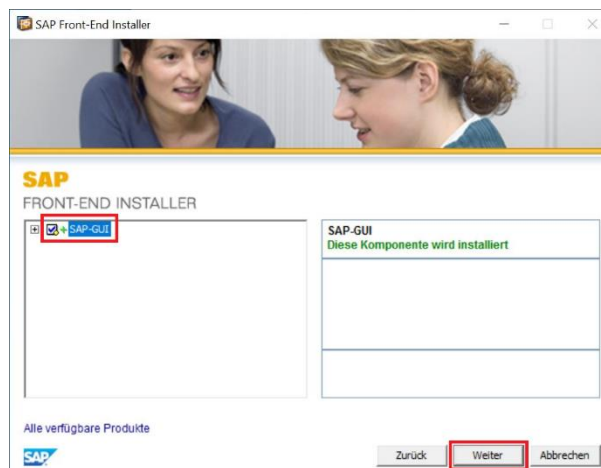 SAP Front-End Installer
SAP
FRONT-END INSTALLER
SAP-GUI
SAP-GUI
Diese Komponente wird installiert
Alle verfügbare Produkte
SAP
Zurück
Weiter
Abbrechen